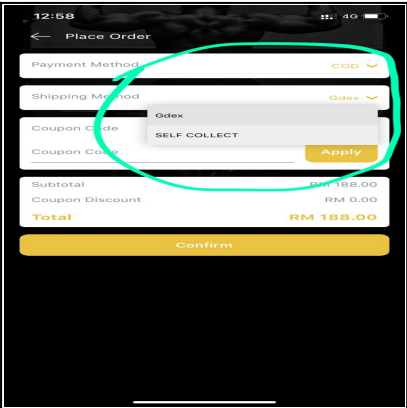 12:58
4G
Place Order
Payment Method
COD
Shipping Method
Gdex
Gdex
SELF COLLECT
Coupon Code
Coupon Code
Apply
Subtotal
RM 188.00
Coupon Discount
RM 0.00
Total
RM 188.00
Confirm